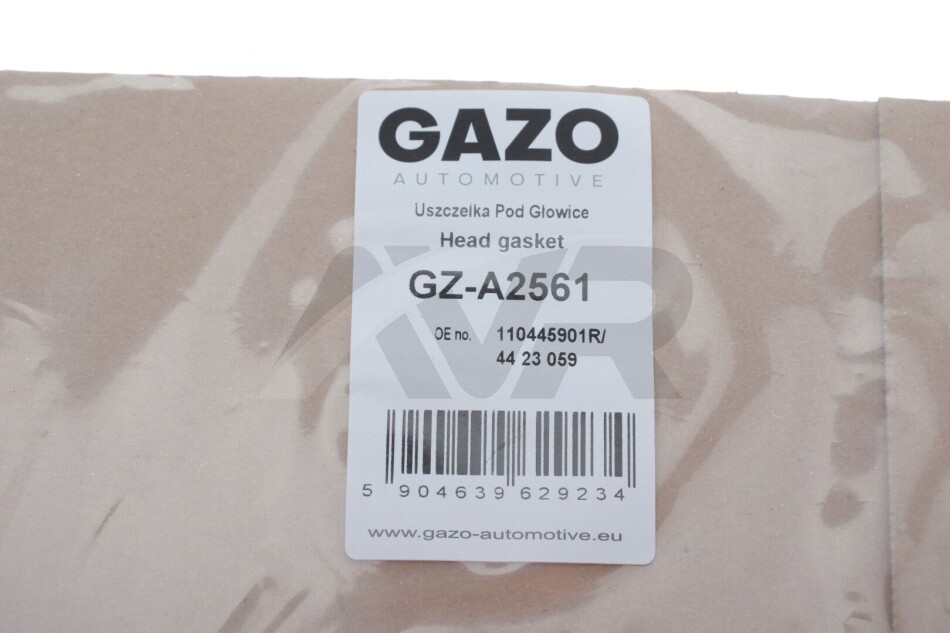 GAZO
AUTOMOTIVE
Uszczelka Pod Głowice
Head gasket
GZ-A2561
OE no. 110445901R/
44 23 059
5 904639 629234
www.gazo-automotive.eu
AVR